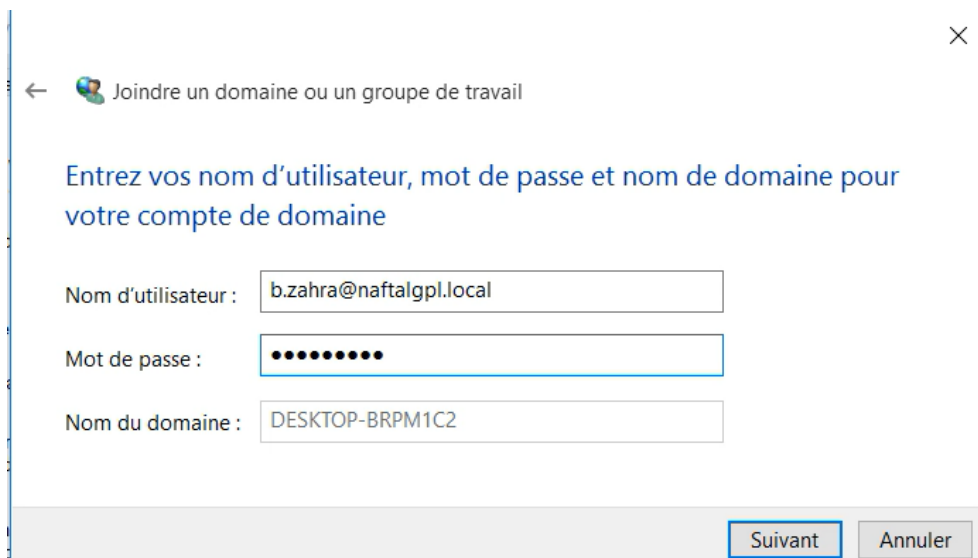 Joindre un domaine ou un groupe de travail
Entrez vos nom d’utilisateur, mot de passe et nom de domaine pour
votre compte de domaine
Nom d’utilisateur : b.zahra@naftalgpl.local
Mot de passe : ●●●●●●●●●
Nom du domaine : DESKTOP-BRPM1C2
Suivant Annuler